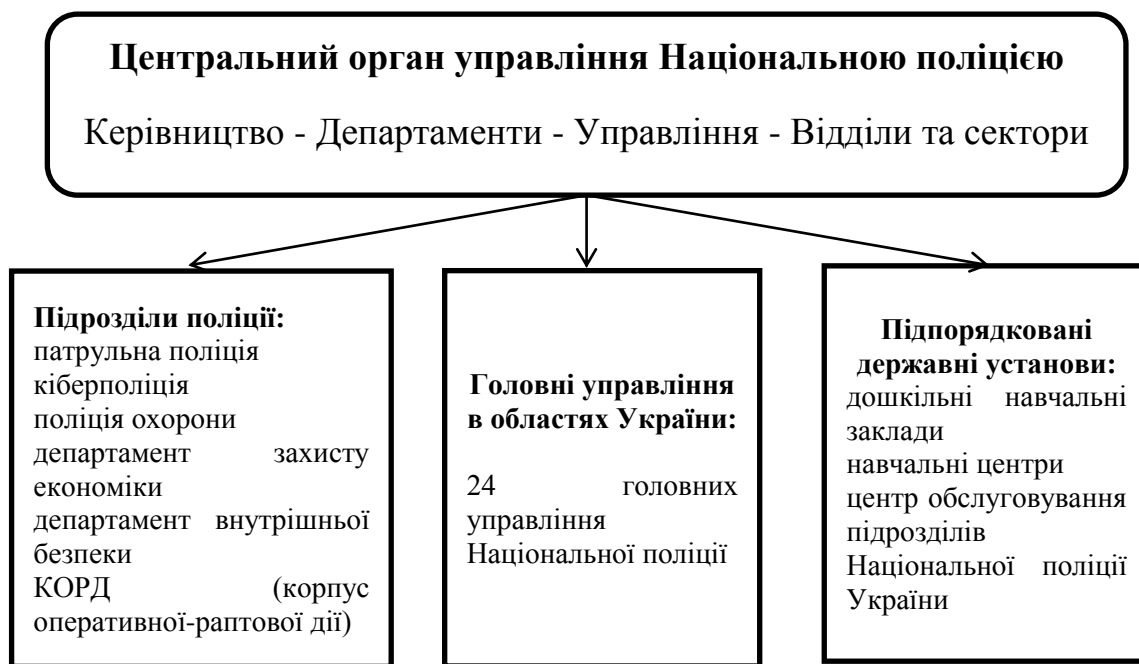 Центральний орган управління Національною поліцією
Керівництво - Департаменти - Управління - Відділи та сектори
Підрозділи поліції:
патрульна поліція
кіберполіція
поліція охорони
департамент захисту
економіки
департамент внутрішньої
безпеки
КОРД (корпус
оперативної-раптової дії)
Головні управління
в областях України:
24 головних
управління
Національної поліції
Підпорядковані
державні установи:
дошкільні навчальні
заклади
навчальні центри
центр обслуговування
підрозділів
Національної поліції
України